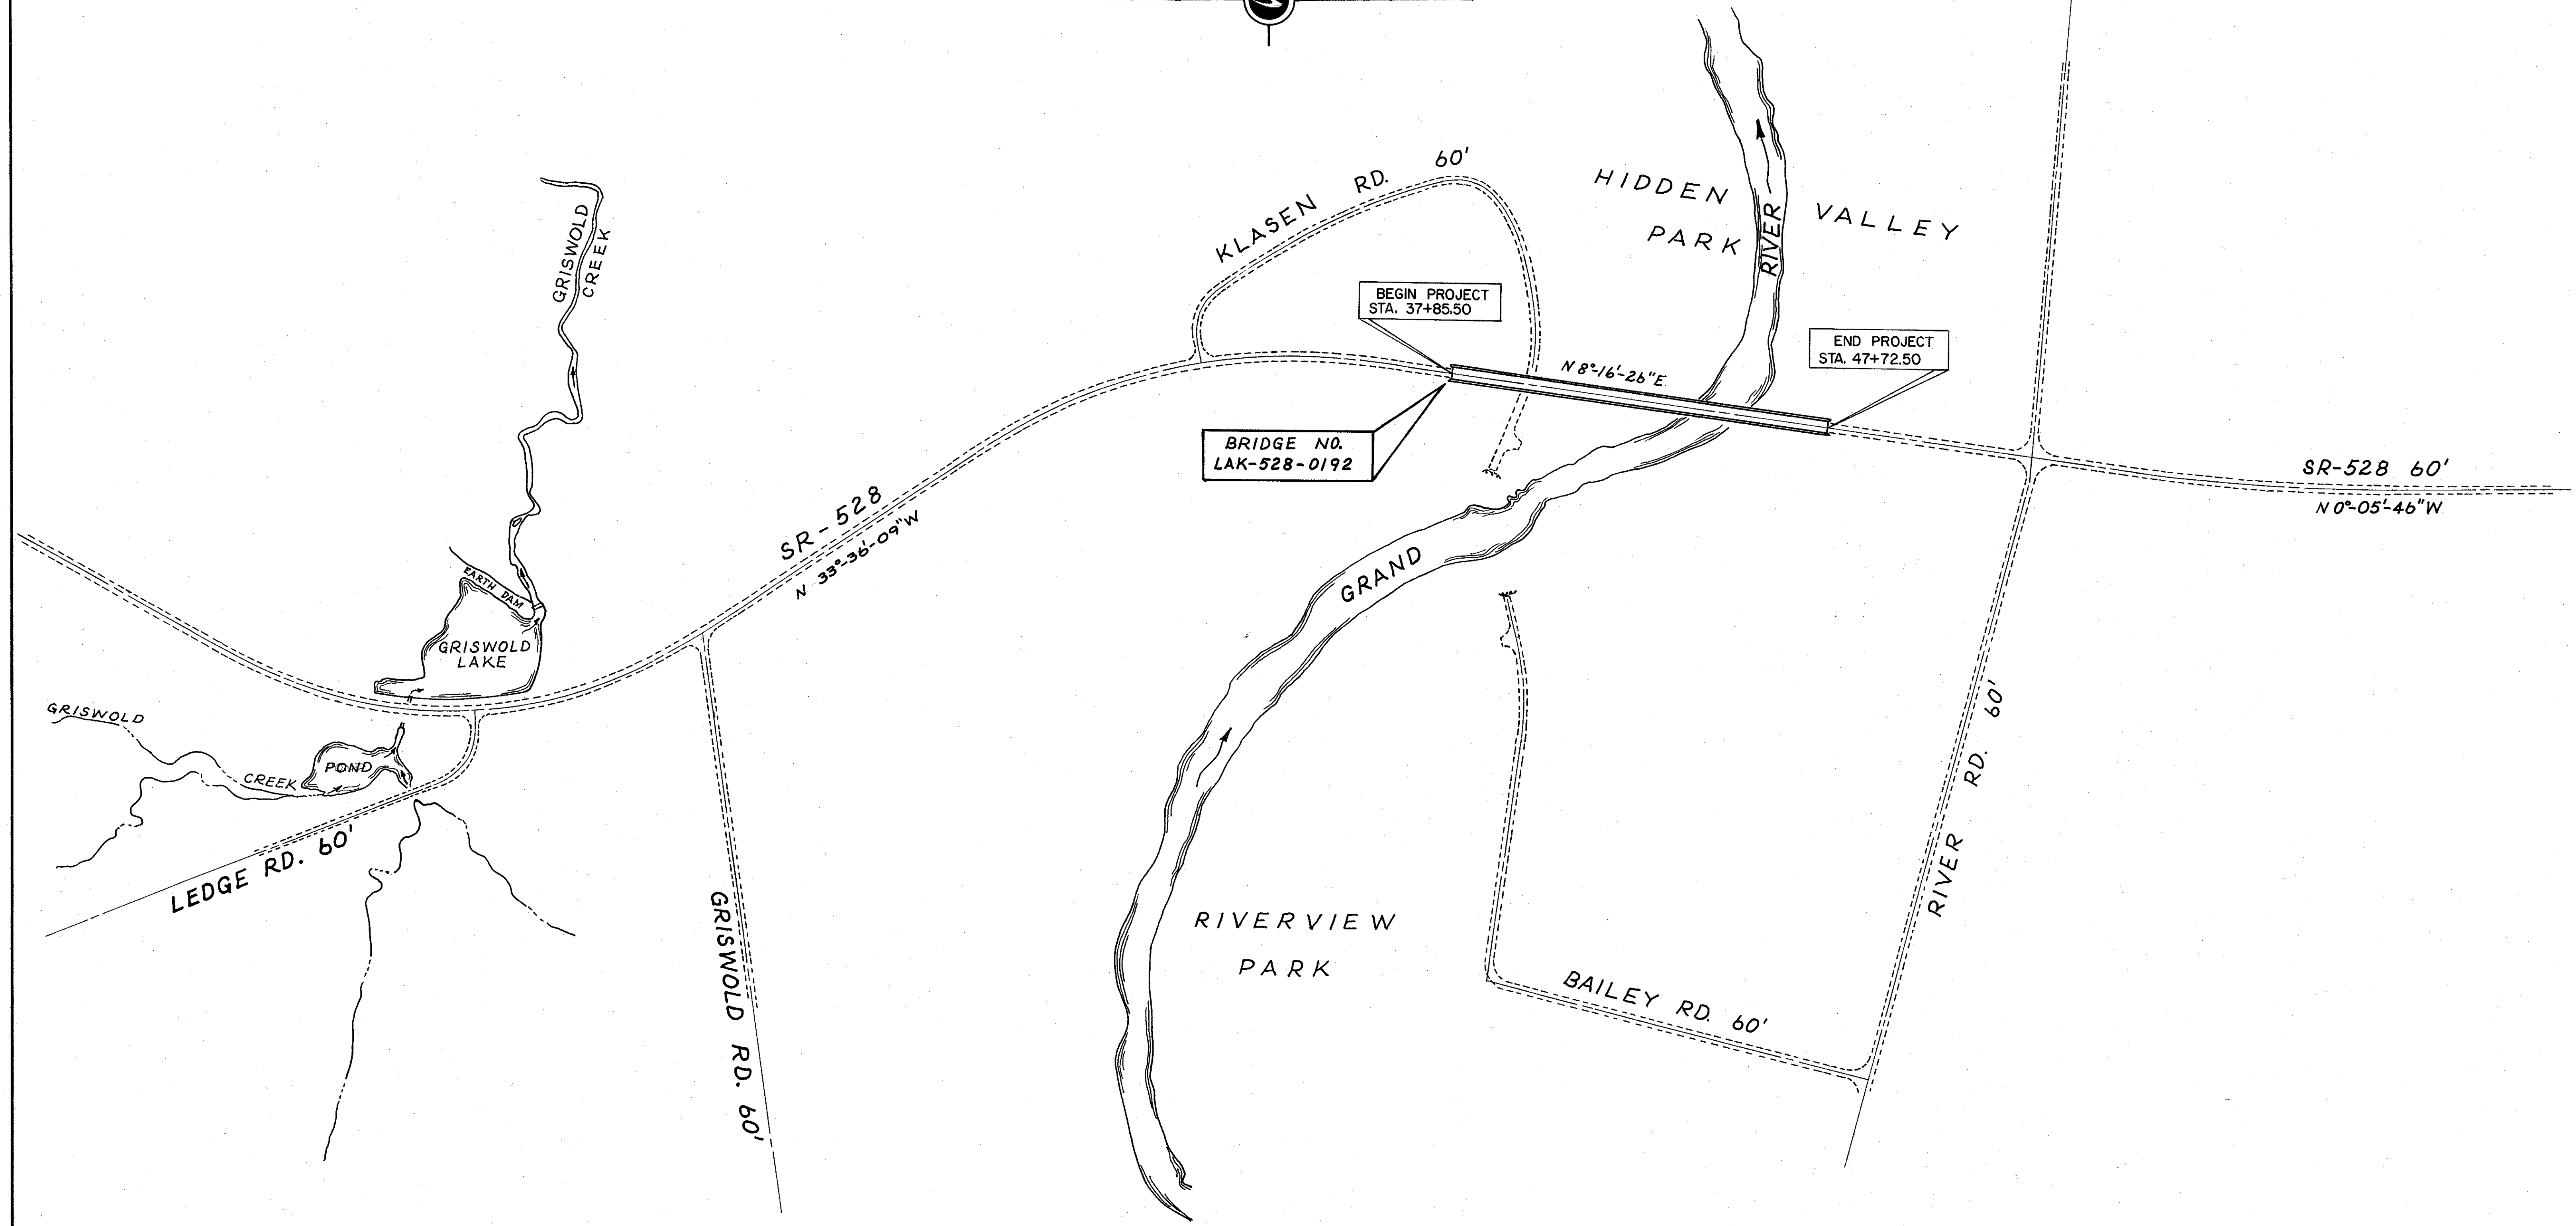 KLASEN RD. 60'
HIDDEN VALLEY
PARK
GRAND RIVER
GRISWOLD
CREEK
BEGIN PROJECT
STA. 37+85.50
END PROJECT
STA. 47+72.50
N 8°-16'-26"E
BRIDGE NO.
LAK-528-0192
SR-528 60'
N 0°-05'-46"W
SR-528
N 33°-36'-09"W
EARTH DAM
GRISWOLD
LAKE
GRISWOLD CREEK
POND
LEDGE RD. 60'
GRISWOLD RD. 60'
RIVERVIEW
PARK
BAILEY RD. 60'
RIVER RD. 60'